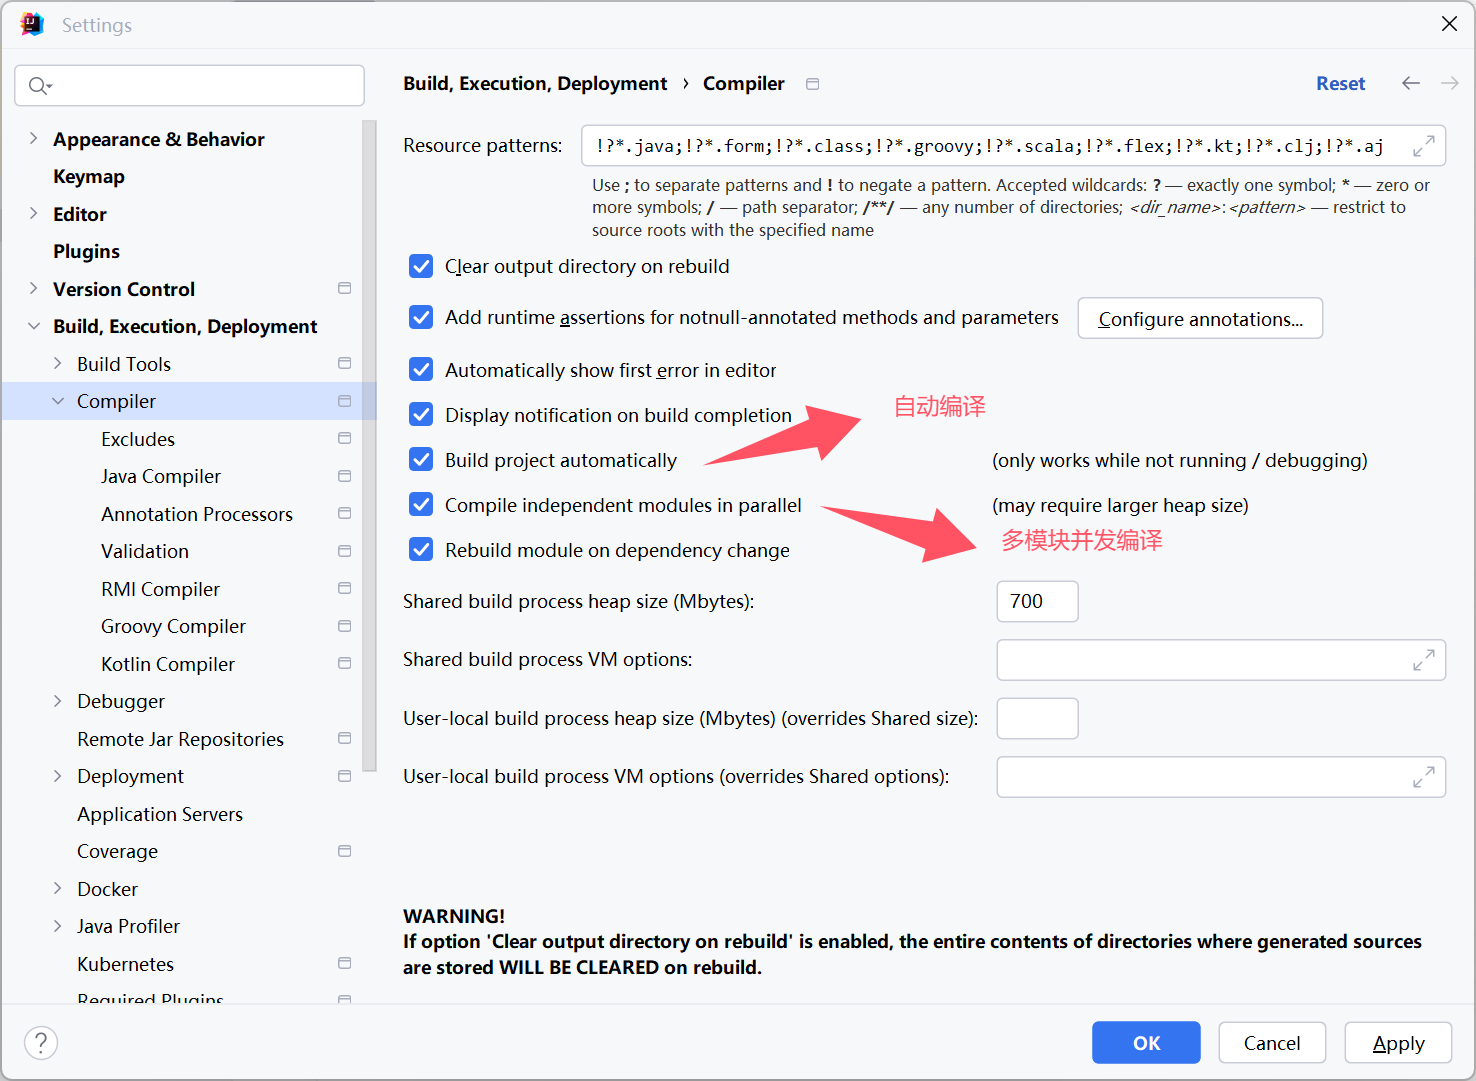 Settings
Build, Execution, Deployment › Compiler
Reset
Appearance & Behavior
Keymap
Editor
Plugins
Version Control
Build, Execution, Deployment
Build Tools
Compiler
Excludes
Java Compiler
Annotation Processors
Validation
RMI Compiler
Groovy Compiler
Kotlin Compiler
Debugger
Remote Jar Repositories
Deployment
Application Servers
Coverage
Docker
Java Profiler
Kubernetes
Required Plugins
Resource patterns: !?*.java;!?*.form;!?*.class;!?*.groovy;!?*.scala;!?*.flex;!?*.kt;!?*.clj;!?*.aj
Use ; to separate patterns and ! to negate a pattern. Accepted wildcards: ? — exactly one symbol; * — zero or
more symbols; / — path separator; /**/ — any number of directories; <dir_name>:<pattern> — restrict to
source roots with the specified name
Clear output directory on rebuild
Add runtime assertions for notnull-annotated methods and parameters Configure annotations...
Automatically show first error in editor
自动编译
Display notification on build completion
Build project automatically (only works while not running / debugging)
Compile independent modules in parallel (may require larger heap size)
多模块并发编译
Rebuild module on dependency change
Shared build process heap size (Mbytes): 700
Shared build process VM options:
User-local build process heap size (Mbytes) (overrides Shared size):
User-local build process VM options (overrides Shared options):
WARNING!
If option 'Clear output directory on rebuild' is enabled, the entire contents of directories where generated sources
are stored WILL BE CLEARED on rebuild.
? OK Cancel Apply